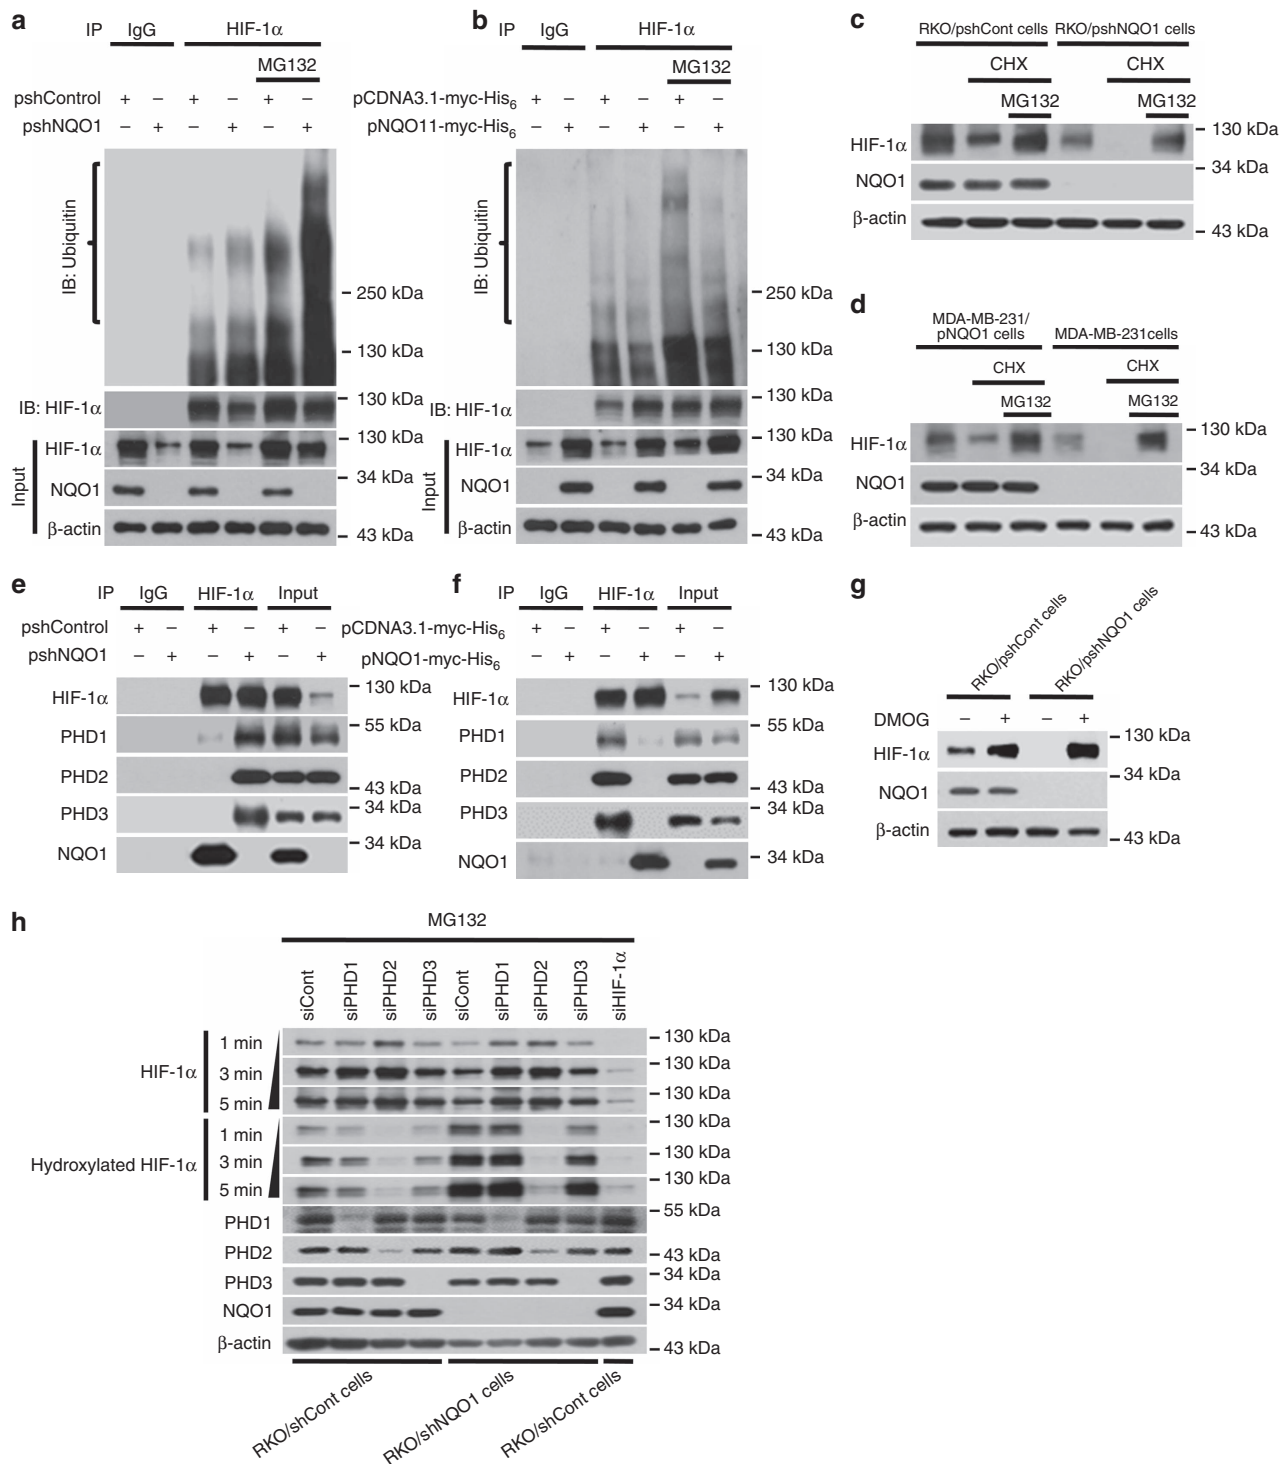 a
IP IgG HIF-1α
MG132
pshControl + − + − + −
pshNQO1 − + − + − +
IB: Ubiquitin
250 kDa
130 kDa
IB: HIF-1α 130 kDa
Input
HIF-1α 130 kDa
NQO1 34 kDa
β-actin 43 kDa
b
IP IgG HIF-1α
MG132
pCDNA3.1-myc-His6 + − + − + −
pNQO11-myc-His6 − + − + − +
IB: Ubiquitin
250 kDa
130 kDa
IB: HIF-1α 130 kDa
Input
HIF-1α 130 kDa
NQO1 34 kDa
β-actin 43 kDa
c
RKO/pshCont cells RKO/pshNQO1 cells
CHX CHX
MG132 MG132
HIF-1α 130 kDa
NQO1 34 kDa
β-actin 43 kDa
d
MDA-MB-231/
pNQO1 cells MDA-MB-231cells
CHX CHX
MG132 MG132
HIF-1α 130 kDa
NQO1 34 kDa
β-actin 43 kDa
e
IP IgG HIF-1α Input
pshControl + − + − + −
pshNQO1 − + − + − +
HIF-1α 130 kDa
PHD1 55 kDa
PHD2 43 kDa
PHD3 34 kDa
NQO1 34 kDa
f
IP IgG HIF-1α Input
pCDNA3.1-myc-His6 + − + − + −
pNQO1-myc-His6 − + − + − +
HIF-1α 130 kDa
PHD1 55 kDa
PHD2 43 kDa
PHD3 34 kDa
NQO1 34 kDa
g
RKO/pshCont cells RKO/pshNQO1 cells
DMOG − + − +
HIF-1α 130 kDa
NQO1 34 kDa
β-actin 43 kDa
h
MG132
siCont siPHD1 siPHD2 siPHD3 siCont siPHD1 siPHD2 siPHD3 siHIF-1α
HIF-1α
1 min 130 kDa
3 min 130 kDa
5 min 130 kDa
Hydroxylated HIF-1α
1 min 130 kDa
3 min 130 kDa
5 min 130 kDa
PHD1 55 kDa
PHD2 43 kDa
PHD3 34 kDa
NQO1 34 kDa
β-actin 43 kDa
RKO/shCont cells RKO/shNQO1 cells RKO/shCont cells